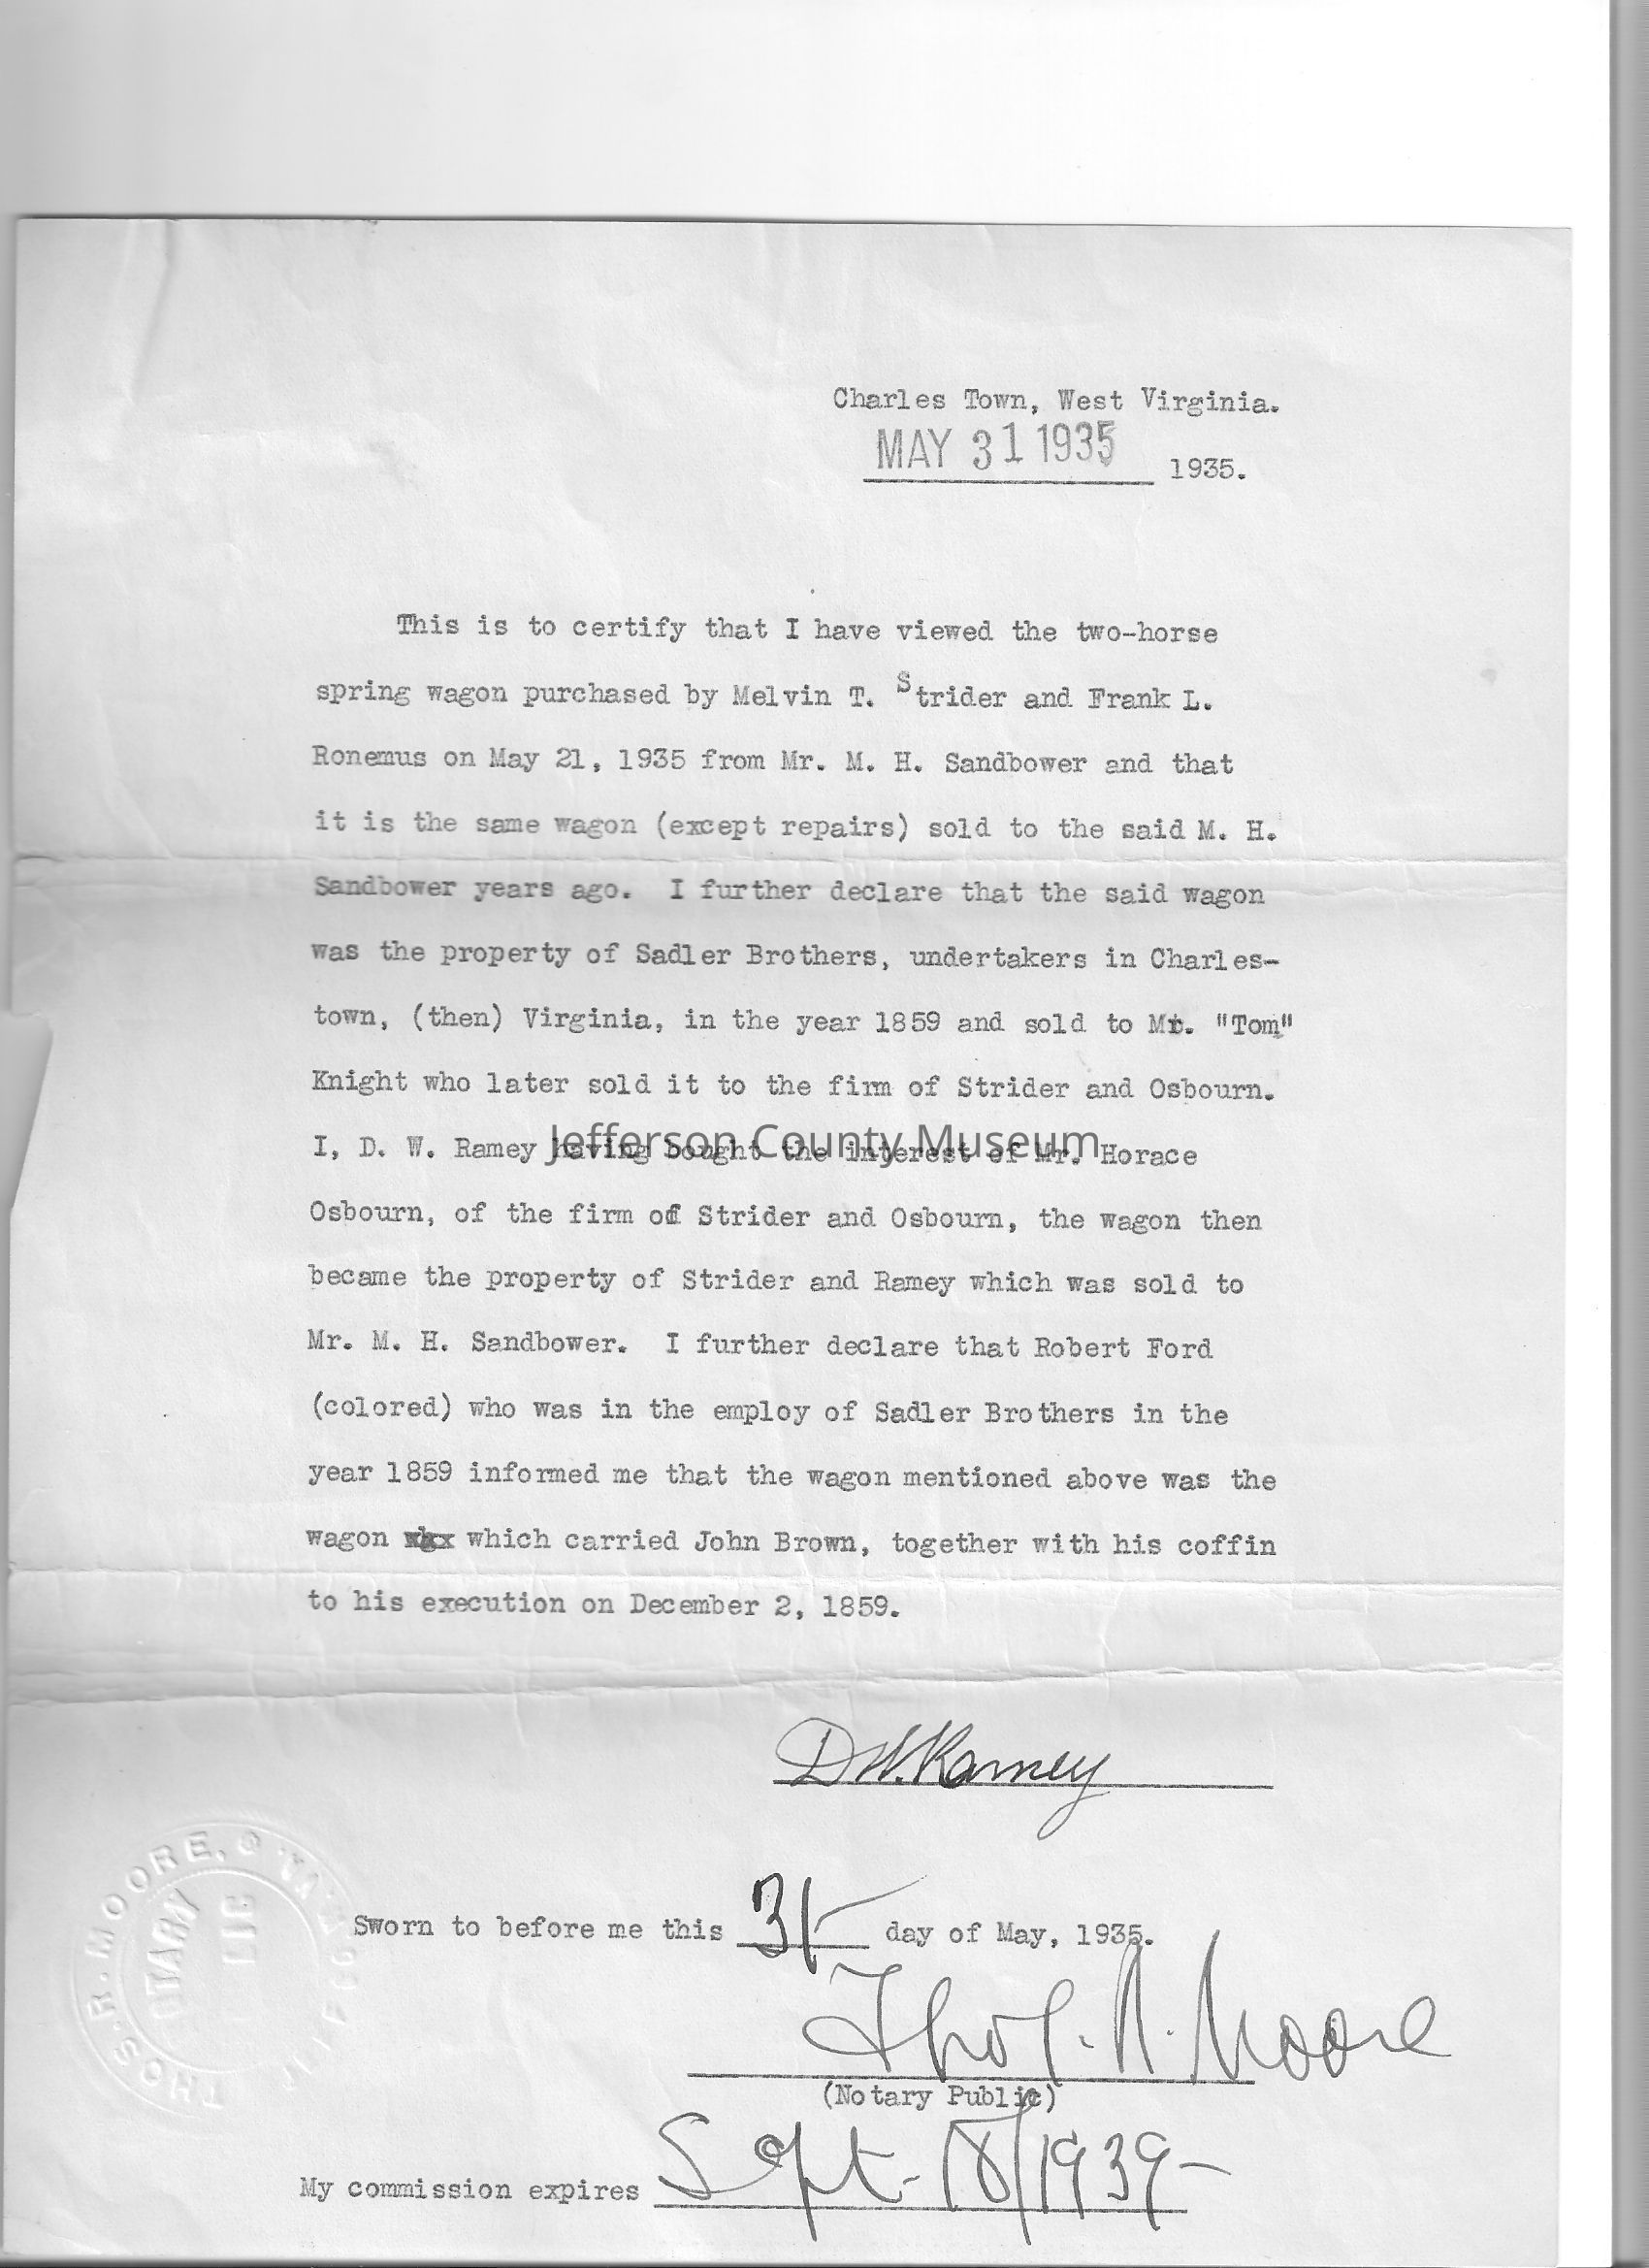 Charles Town, West Virginia.
MAY 31 1935 1935.
This is to certify that I have viewed the two-horse
spring wagon purchased by Melvin T. Strider and Frank L.
Ronemus on May 21, 1935 from Mr. M. H. Sandbower and that
it is the same wagon (except repairs) sold to the said M. H.
Sandbower years ago. I further declare that the said wagon
was the property of Sadler Brothers, undertakers in Charles-
town, (then) Virginia, in the year 1859 and sold to Mr. "Tom"
Knight who later sold it to the firm of Strider and Osbourn.
I, D. W. Ramey having bought the interest of Mr. Horace
Jefferson County Museum
Osbourn, of the firm of Strider and Osbourn, the wagon then
became the property of Strider and Ramey which was sold to
Mr. M. H. Sandbower. I further declare that Robert Ford
(colored) who was in the employ of Sadler Brothers in the
year 1859 informed me that the wagon mentioned above was the
wagon which carried John Brown, together with his coffin
to his execution on December 2, 1859.
D.W. Ramey
THOS. R. MOORE,
Sworn to before me this 31 day of May, 1935.
Thos. R. Moore
(Notary Public)
My commission expires Sept. 18/1939-